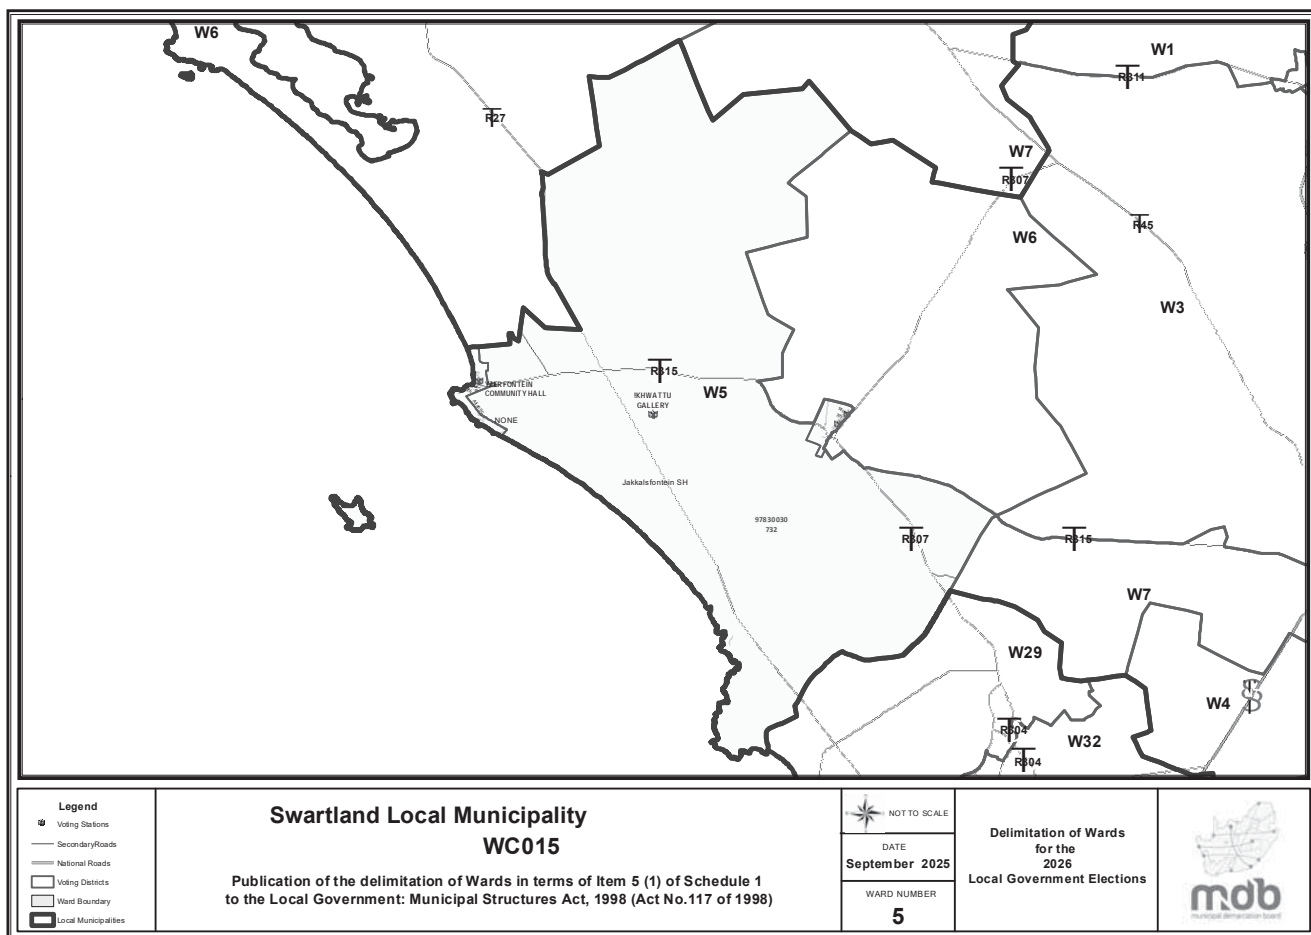 W6
W1
R311
R27
W7
R307
R45
W6
W3
R315
W5
COMMUNITY HALL
!KHWATTU
GALLERY
NONE
Jakkalsfontein SH
97830030
732
R307
R315
W7
W29
W4
R304
W32
R304
Legend
Voting Stations
SecondaryRoads
National Roads
Voting Districts
Ward Boundary
Local Municipalities
Swartland Local Municipality
WC015
Publication of the delimitation of Wards in terms of Item 5 (1) of Schedule 1
to the Local Government: Municipal Structures Act, 1998 (Act No.117 of 1998)
NOT TO SCALE
DATE
September 2025
WARD NUMBER
5
Delimitation of Wards
for the
2026
Local Government Elections
mdb
municipal demarcation board